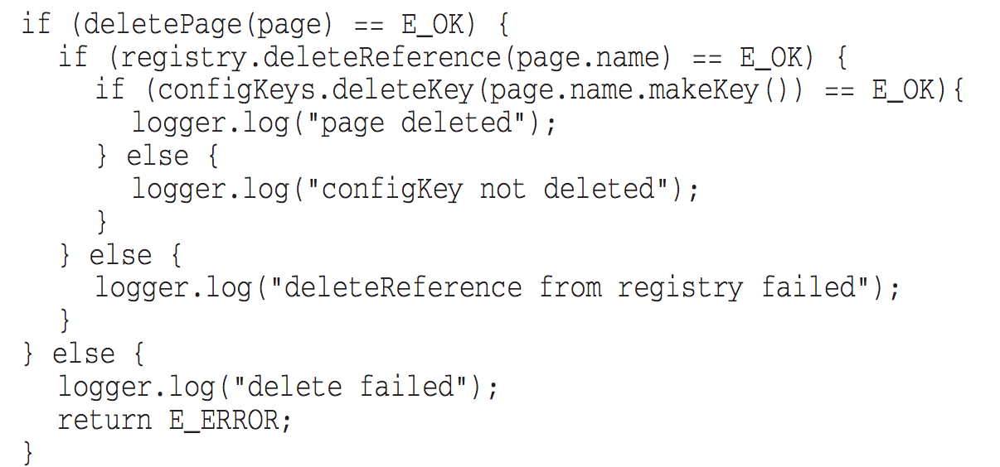 if (deletePage(page) == E_OK) {
  if (registry.deleteReference(page.name) == E_OK) {
    if (configKeys.deleteKey(page.name.makeKey()) == E_OK){
      logger.log("page deleted");
    } else {
      logger.log("configKey not deleted");
    }
  } else {
    logger.log("deleteReference from registry failed");
  }
} else {
  logger.log("delete failed");
  return E_ERROR;
}